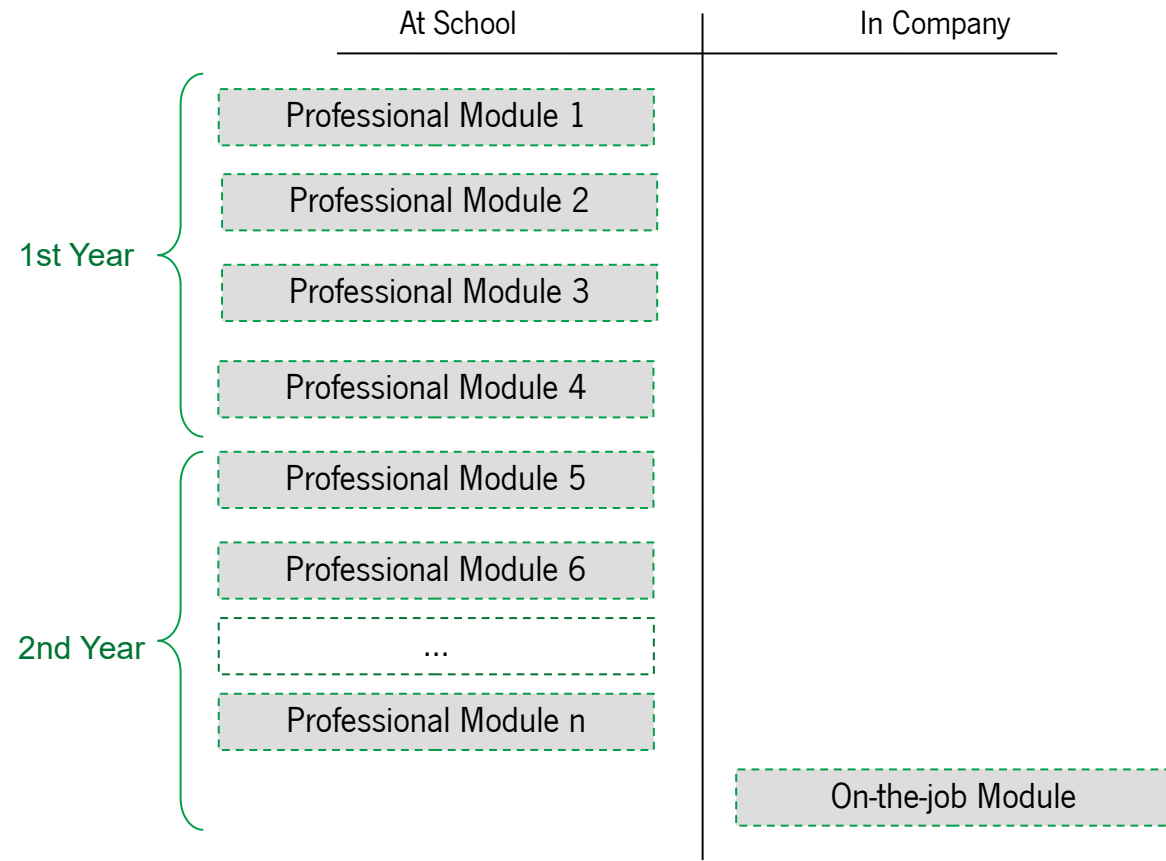 At School
In Company
Professional Module 1
Professional Module 2
1st Year
Professional Module 3
Professional Module 4
Professional Module 5
Professional Module 6
2nd Year
...
Professional Module n
On-the-job Module